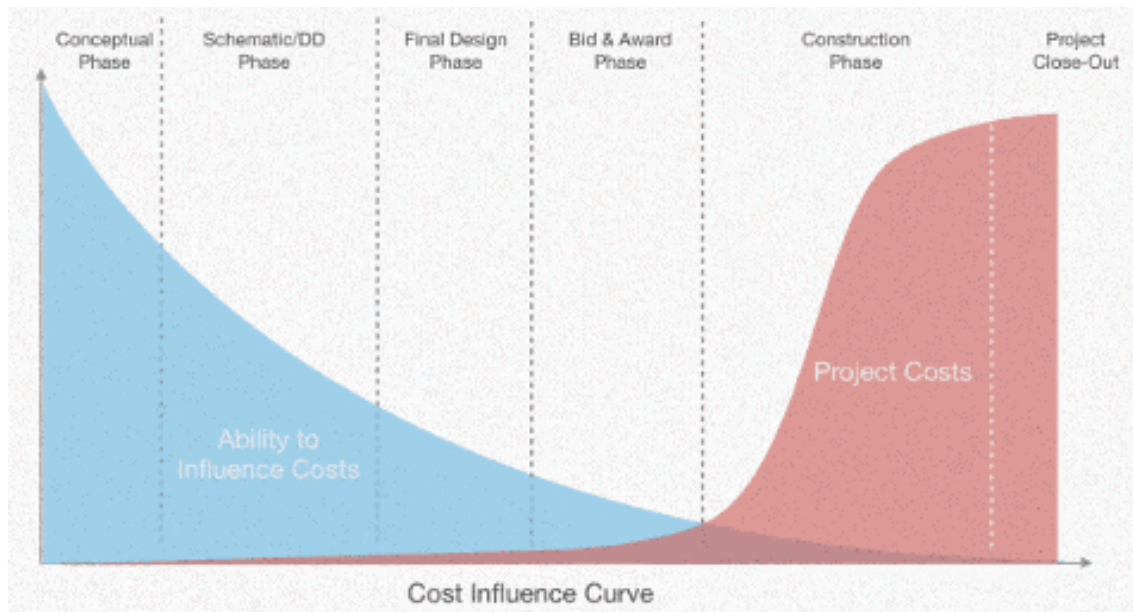 Conceptual
Phase
Schematic/DD
Phase
Final Design
Phase
Bid & Award
Phase
Construction
Phase
Project
Close-Out
Project Costs
Ability to
Influence Costs
Cost Influence Curve